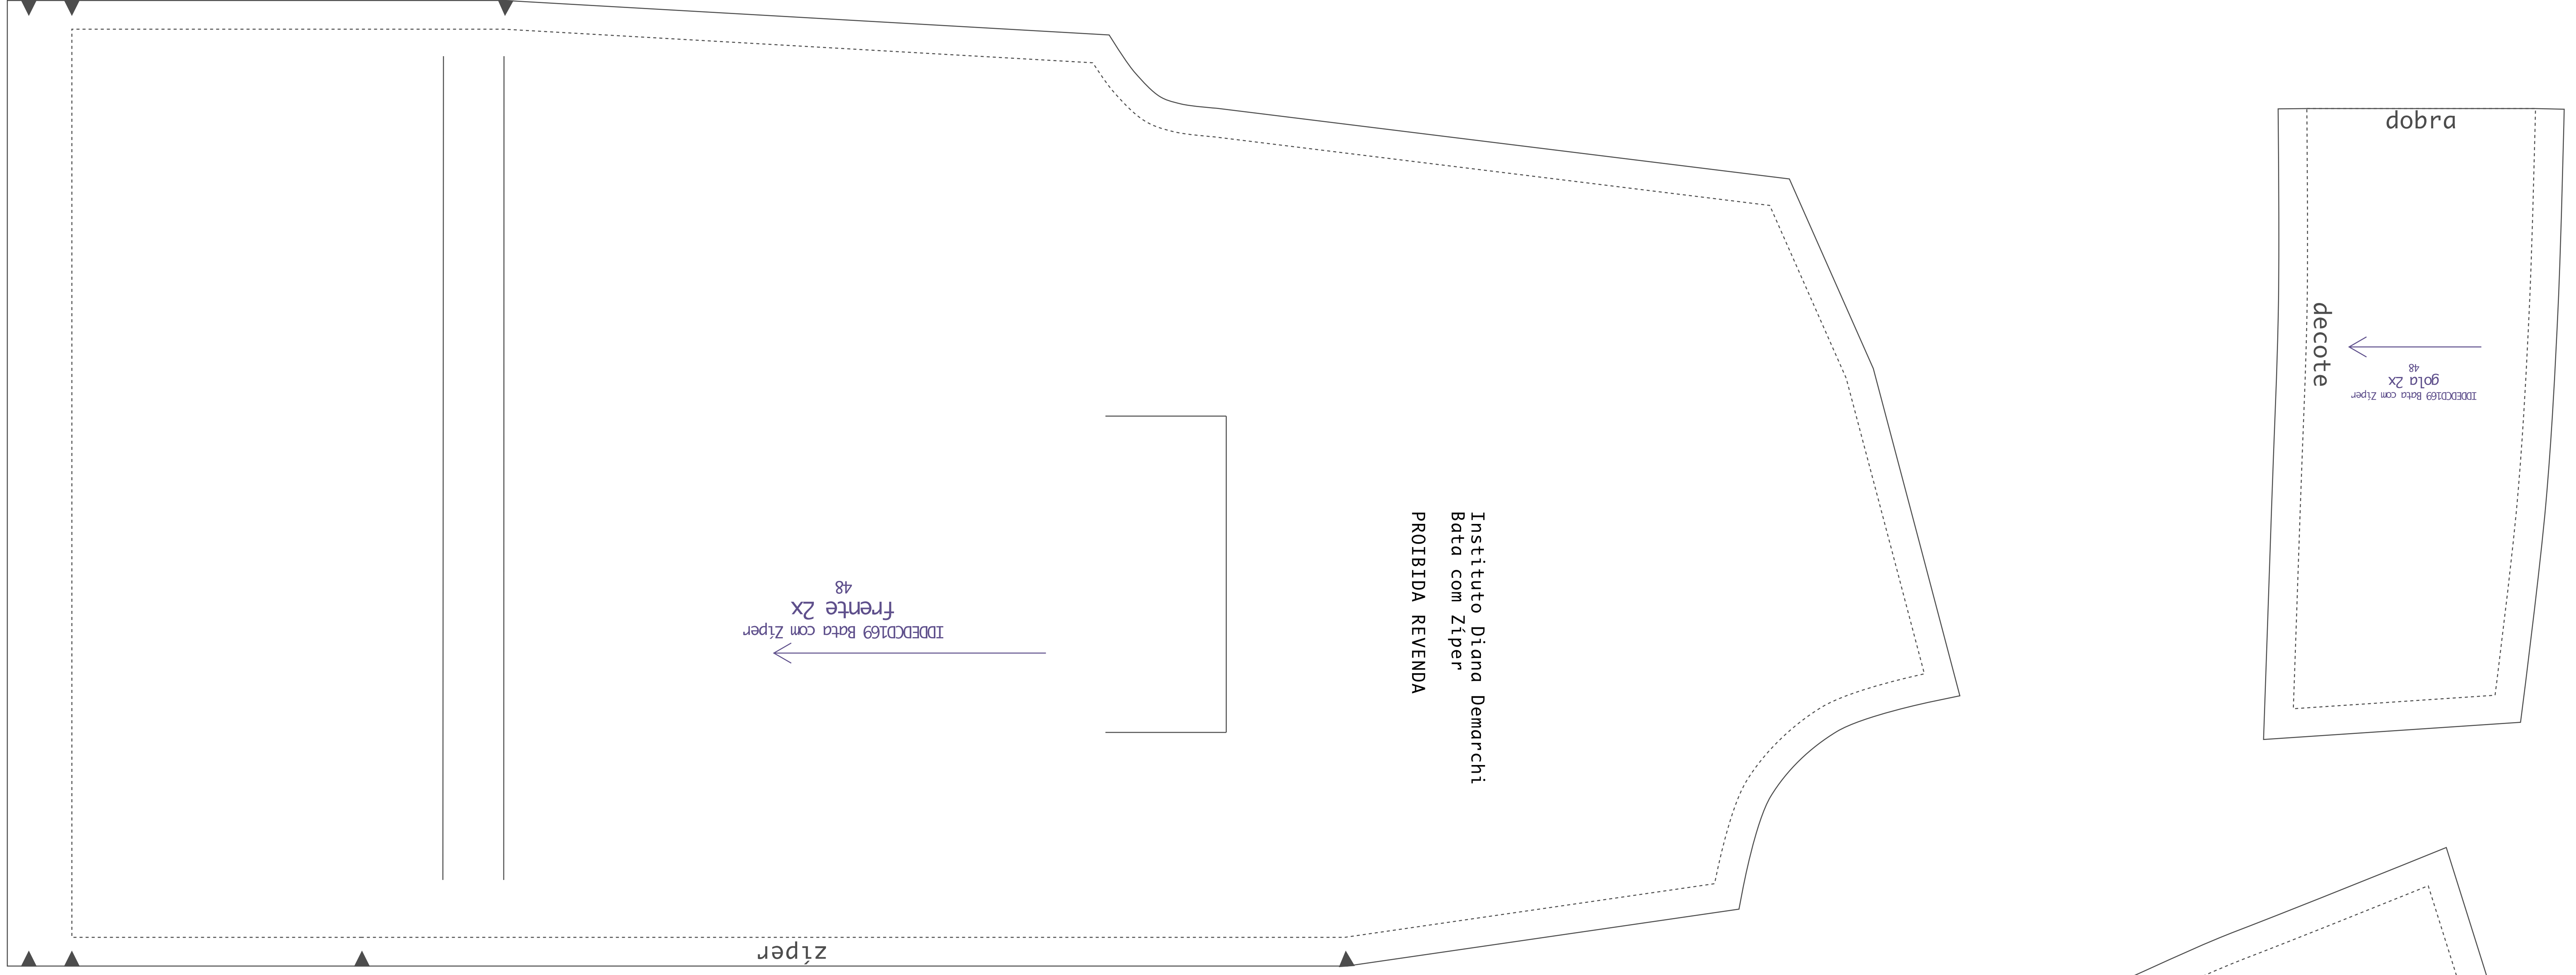 dobra
decote
48
gola 2x
IDDEDCD169 Bata com Zíper
Instituto Diana Demarchi
Bata com Zíper
PROIBIDA REVENDA
IDDEDCD169 Bata com Zíper
frente 2x
48
zíper